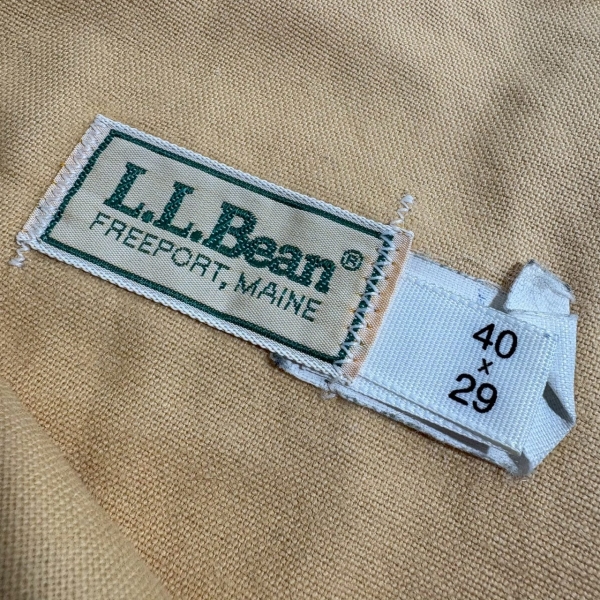 L.L.Bean®
FREEPORT, MAINE
40
x
29